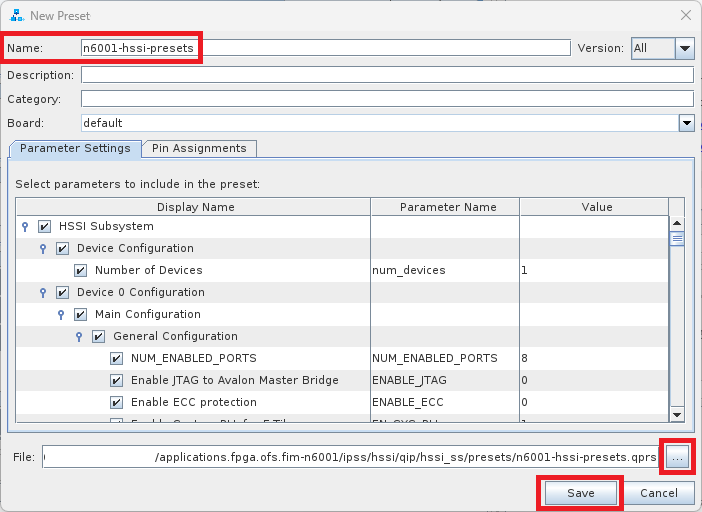 New Preset
Name: n6001-hssi-presets Version: All
Description:
Category:
Board: default
Parameter Settings Pin Assignments
Select parameters to include in the preset:
Display Name Parameter Name Value
HSSI Subsystem
Device Configuration
Number of Devices num_devices 1
Device 0 Configuration
Main Configuration
General Configuration
NUM_ENABLED_PORTS NUM_ENABLED_PORTS 8
Enable JTAG to Avalon Master Bridge ENABLE_JTAG 0
Enable ECC protection ENABLE_ECC 0
File: /applications.fpga.ofs.fim-n6001/ipss/hssi/qip/hssi_ss/presets/n6001-hssi-presets.qprs ...
Save Cancel